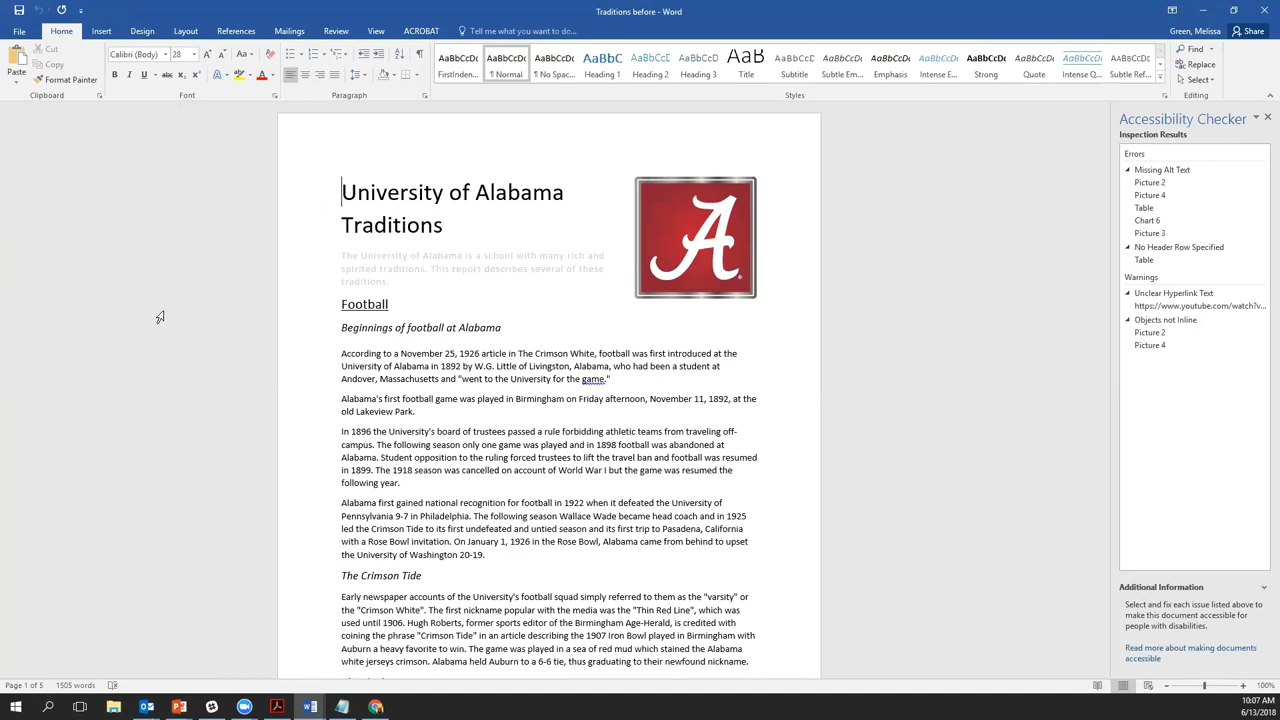 Traditions before - Word
File Home Insert Design Layout References Mailings Review View ACROBAT Tell me what you want to do... Green, Melissa Share
Paste
Cut
Copy
Format Painter
Clipboard
Calibri (Body) 28
Font
Paragraph
AaBbCcDc AaBbCcDc AaBbCcDc AaBbC AaBbCcD AaBbCcD AaB AaBbCcD AaBbCcDc AaBbCcDc AaBbCcDc AaBbCcDc AaBbCcDc AaBbCcDc AaBbCcDc
FirstInden... ¶ Normal ¶ No Spac... Heading 1 Heading 2 Heading 3 Title Subtitle Subtle Em... Emphasis Intense E... Strong Quote Intense Q... Subtle Ref...
Styles
Find
Replace
Select
Editing
University of Alabama
Traditions
The University of Alabama is a school with many rich and
spirited traditions. This report describes several of these
traditions.
Football
Beginnings of football at Alabama
According to a November 25, 1926 article in The Crimson White, football was first introduced at the
University of Alabama in 1892 by W.G. Little of Livingston, Alabama, who had been a student at
Andover, Massachusetts and "went to the University for the game."
Alabama's first football game was played in Birmingham on Friday afternoon, November 11, 1892, at the
old Lakeview Park.
In 1896 the University's board of trustees passed a rule forbidding athletic teams from traveling off-
campus. The following season only one game was played and in 1898 football was abandoned at
Alabama. Student opposition to the ruling forced trustees to lift the travel ban and football was resumed
in 1899. The 1918 season was cancelled on account of World War I but the game was resumed the
following year.
Alabama first gained national recognition for football in 1922 when it defeated the University of
Pennsylvania 9-7 in Philadelphia. The following season Wallace Wade became head coach and in 1925
led the Crimson Tide to its first undefeated and untied season and its first trip to Pasadena, California
with a Rose Bowl invitation. On January 1, 1926 in the Rose Bowl, Alabama came from behind to upset
the University of Washington 20-19.
The Crimson Tide
Early newspaper accounts of the University's football squad simply referred to them as the "varsity" or
the "Crimson White". The first nickname popular with the media was the "Thin Red Line", which was
used until 1906. Hugh Roberts, former sports editor of the Birmingham Age-Herald, is credited with
coining the phrase "Crimson Tide" in an article describing the 1907 Iron Bowl played in Birmingham with
Auburn a heavy favorite to win. The game was played in a sea of red mud which stained the Alabama
white jerseys crimson. Alabama held Auburn to a 6-6 tie, thus graduating to their newfound nickname.
A
Accessibility Checker
Inspection Results
Errors
Missing Alt Text
Picture 2
Picture 4
Table
Chart 6
Picture 3
No Header Row Specified
Table
Warnings
Unclear Hyperlink Text
https://www.youtube.com/watch?v...
Objects not Inline
Picture 2
Picture 4
Additional Information
Select and fix each issue listed above to
make this document accessible for
people with disabilities.
Read more about making documents
accessible
Page 1 of 5 1505 words 100%
10:07 AM
6/13/2018